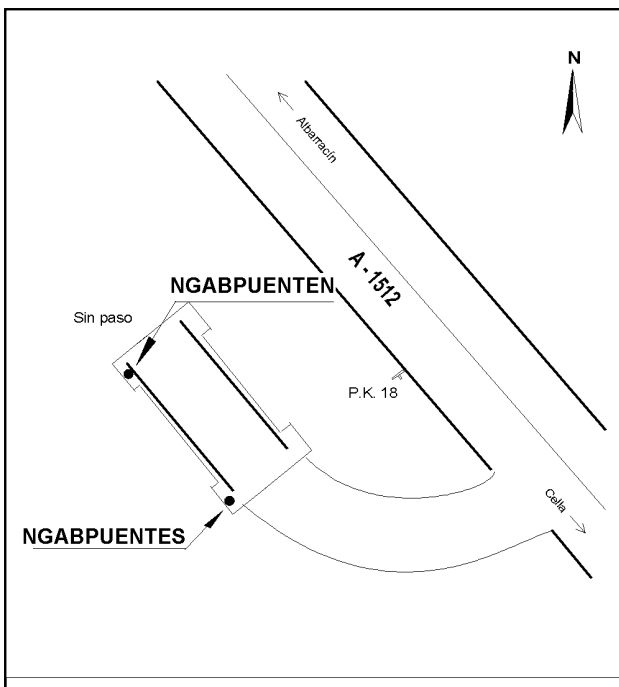 N
Albarracín
A - 1512
NGABPUENTEN
Sin paso
P.K. 18
Cella
NGABPUENTES